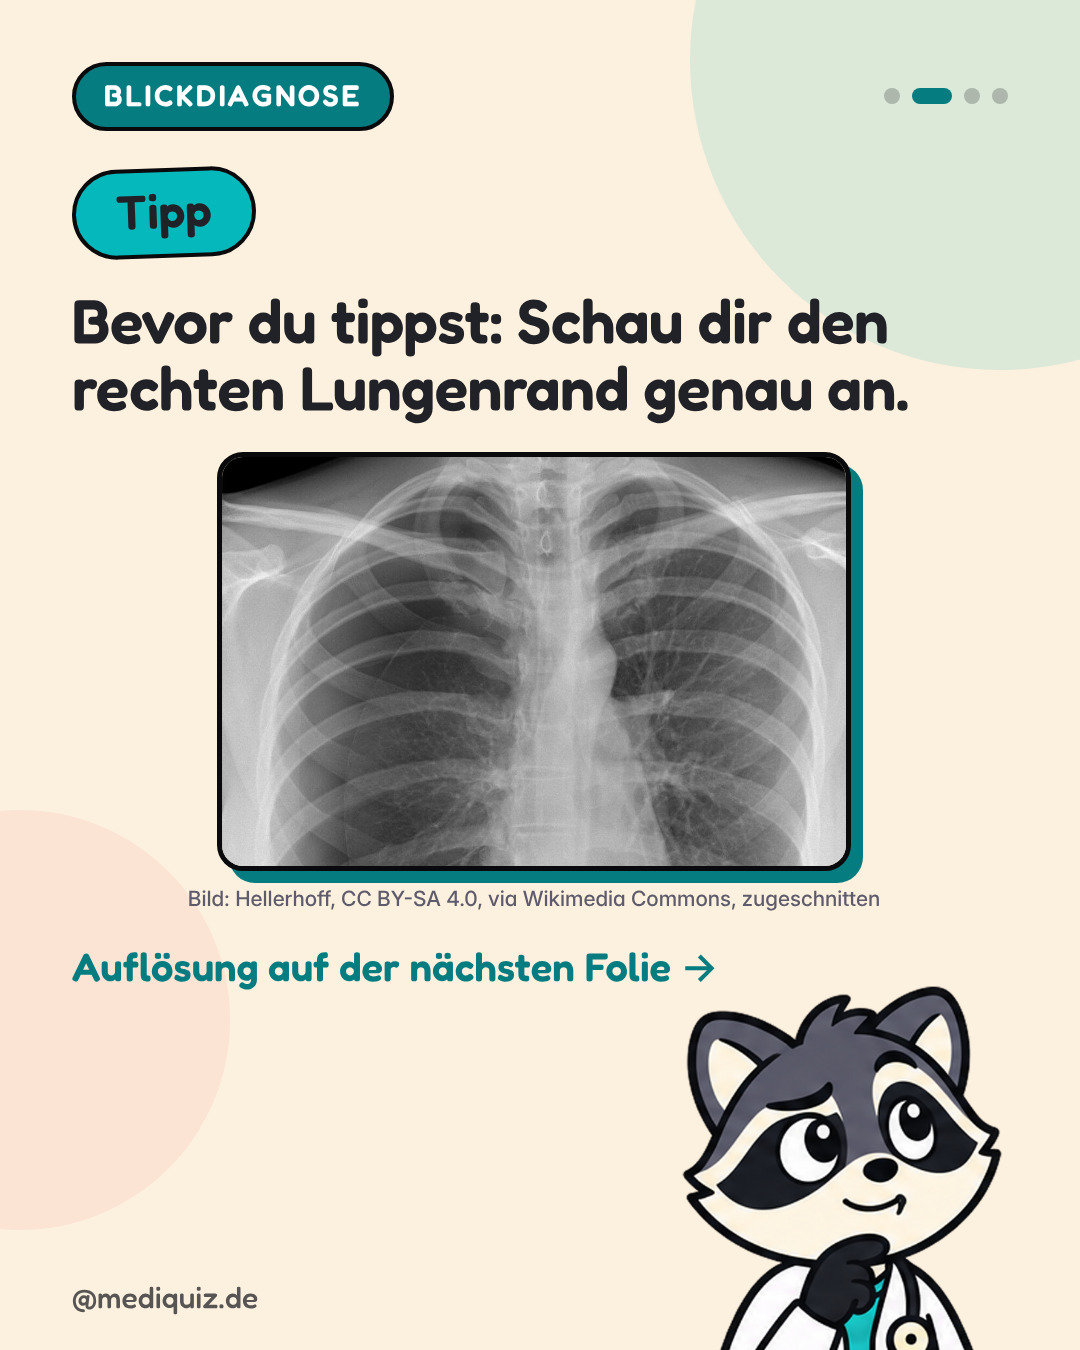 BLICKDIAGNOSE
Tipp
Bevor du tippst: Schau dir den
rechten Lungenrand genau an.
Bild: Hellerhoff, CC BY-SA 4.0, via Wikimedia Commons, zugeschnitten
Auflösung auf der nächsten Folie →
@mediquiz.de